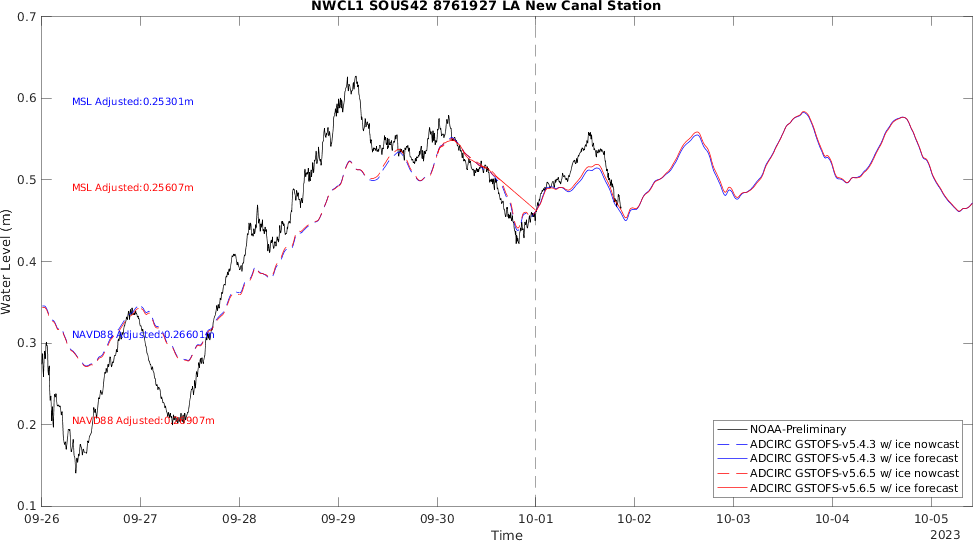 NWCL1 SOUS42 8761927 LA New Canal Station
0.7
0.6
0.5
0.4
0.3
0.2
0.1
Water Level (m)
MSL Adjusted:0.25301m
MSL Adjusted:0.25607m
NAVD88 Adjusted:0.26601m
NAVD88 Adjusted:0.26907m
NOAA-Preliminary
ADCIRC GSTOFS-v5.4.3 w/ ice nowcast
ADCIRC GSTOFS-v5.4.3 w/ ice forecast
ADCIRC GSTOFS-v5.6.5 w/ ice nowcast
ADCIRC GSTOFS-v5.6.5 w/ ice forecast
09-26 09-27 09-28 09-29 09-30 10-01 10-02 10-03 10-04 10-05
Time
2023